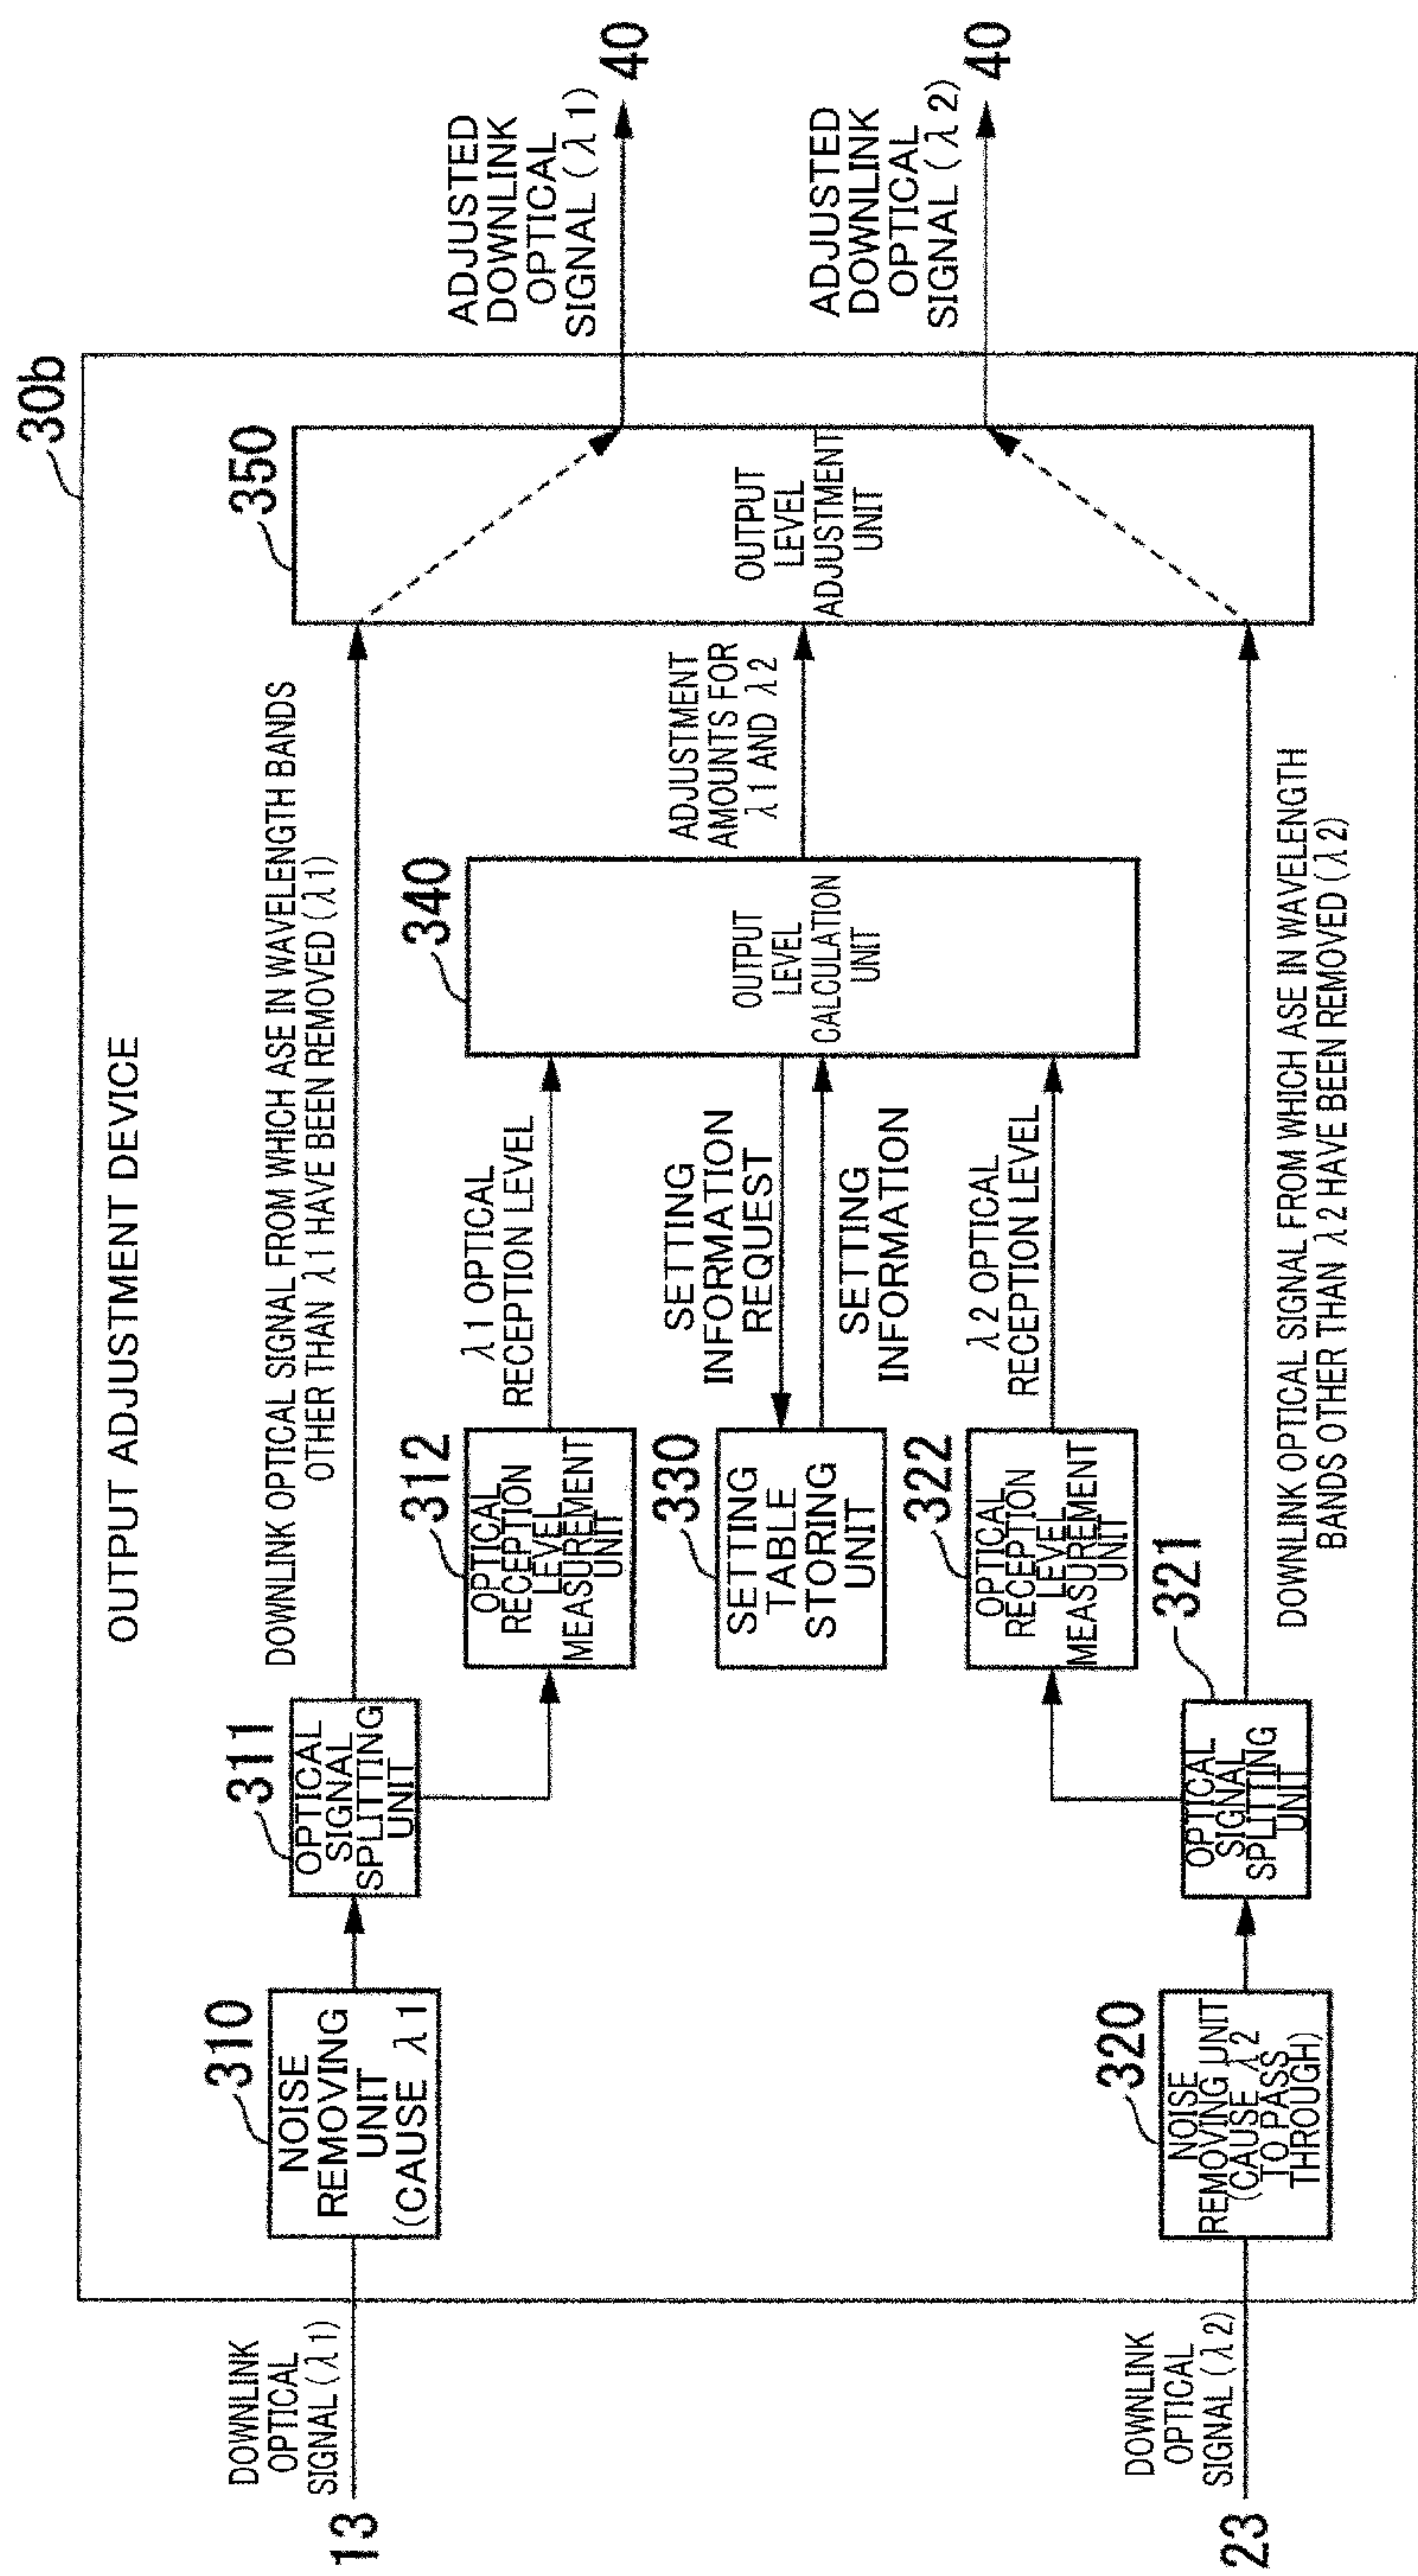 OUTPUT ADJUSTMENT DEVICE
30b
13
DOWNLINK
OPTICAL
SIGNAL (λ1)
310
NOISE
REMOVING
UNIT
(CAUSE λ1
311
OPTICAL
SIGNAL
SPLITTING
UNIT
DOWNLINK OPTICAL SIGNAL FROM WHICH ASE IN WAVELENGTH BANDS
OTHER THAN λ1 HAVE BEEN REMOVED (λ1)
350
OUTPUT
LEVEL
ADJUSTMENT
UNIT
ADJUSTED
DOWNLINK
OPTICAL
SIGNAL (λ1)
40
312
OPTICAL
RECEPTION
LEVEL
MEASUREMENT
UNIT
λ1 OPTICAL
RECEPTION LEVEL
340
OUTPUT
LEVEL
CALCULATION
UNIT
ADJUSTMENT
AMOUNTS FOR
λ1 AND λ2
330
SETTING
TABLE
STORING
UNIT
SETTING
INFORMATION
REQUEST
SETTING
INFORMATION
322
OPTICAL
RECEPTION
LEVEL
MEASUREMENT
UNIT
λ2 OPTICAL
RECEPTION LEVEL
ADJUSTED
DOWNLINK
OPTICAL
SIGNAL (λ2)
40
23
DOWNLINK
OPTICAL
SIGNAL (λ2)
320
NOISE
REMOVING UNIT
(CAUSE λ2
TO PASS
THROUGH)
321
OPTICAL
SIGNAL
SPLITTING
UNIT
DOWNLINK OPTICAL SIGNAL FROM WHICH ASE IN WAVELENGTH
BANDS OTHER THAN λ2 HAVE BEEN REMOVED (λ2)